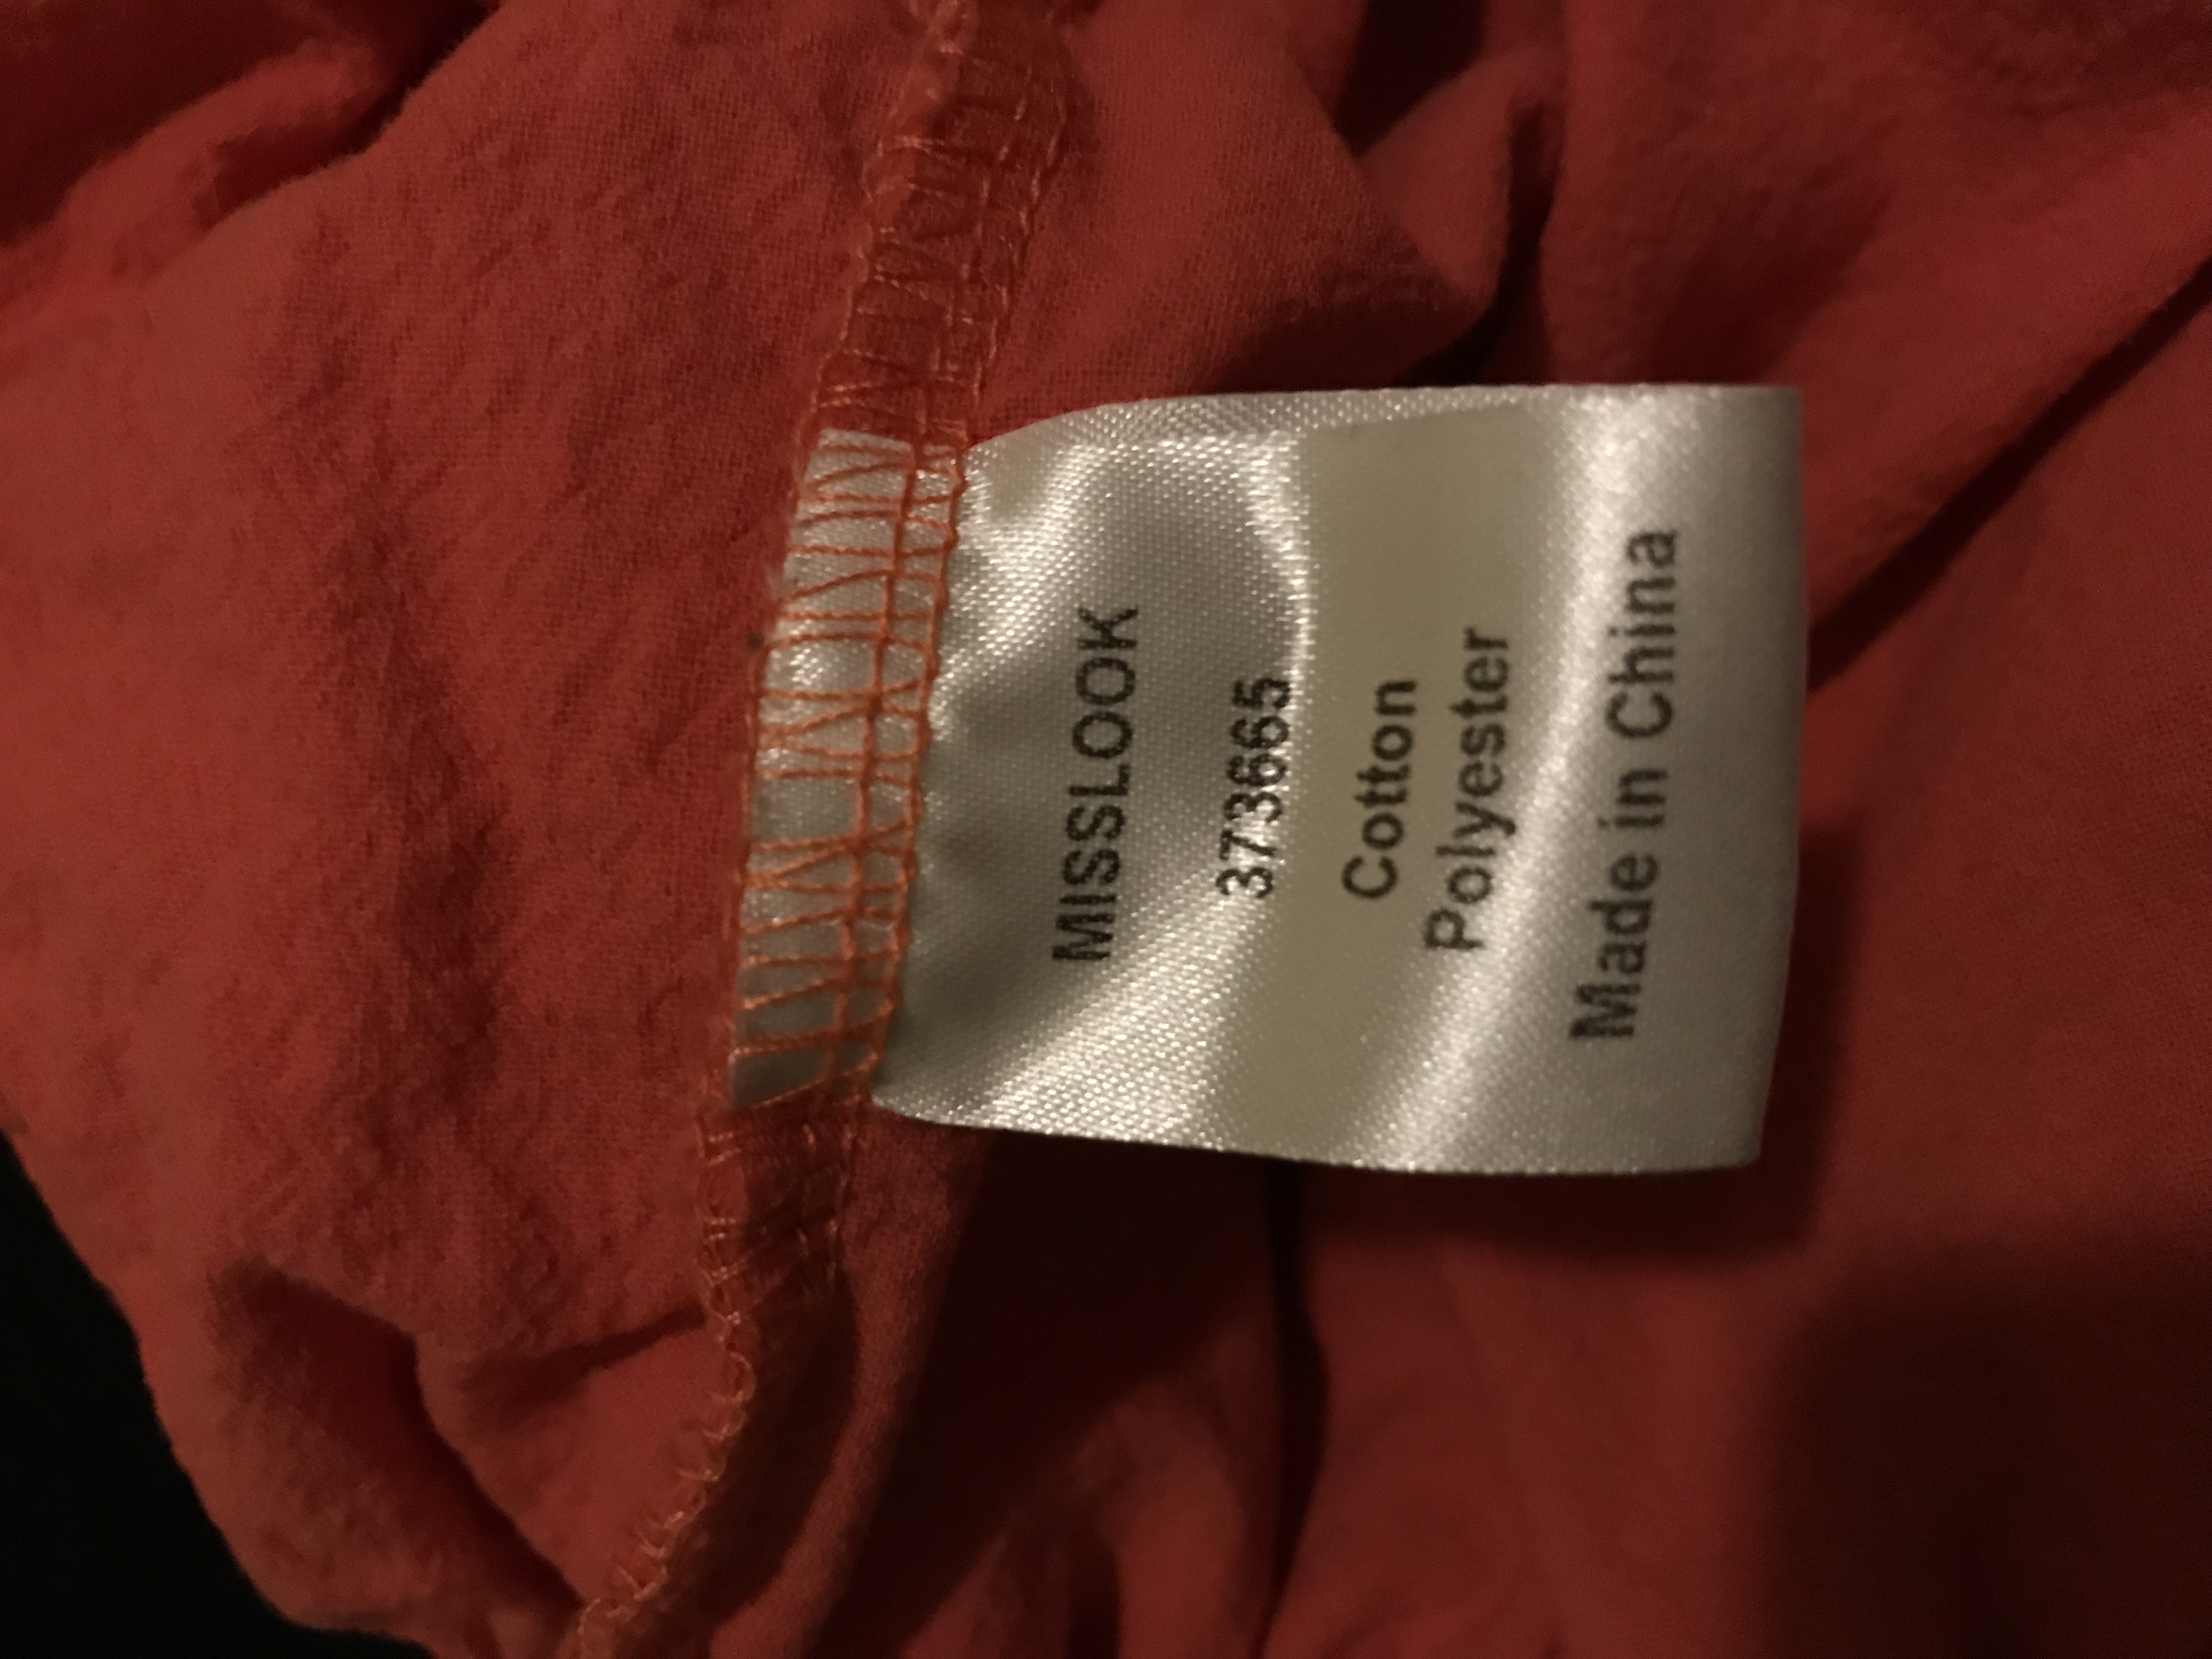 MISSLOOK
373665
Cotton
Polyester
Made in China